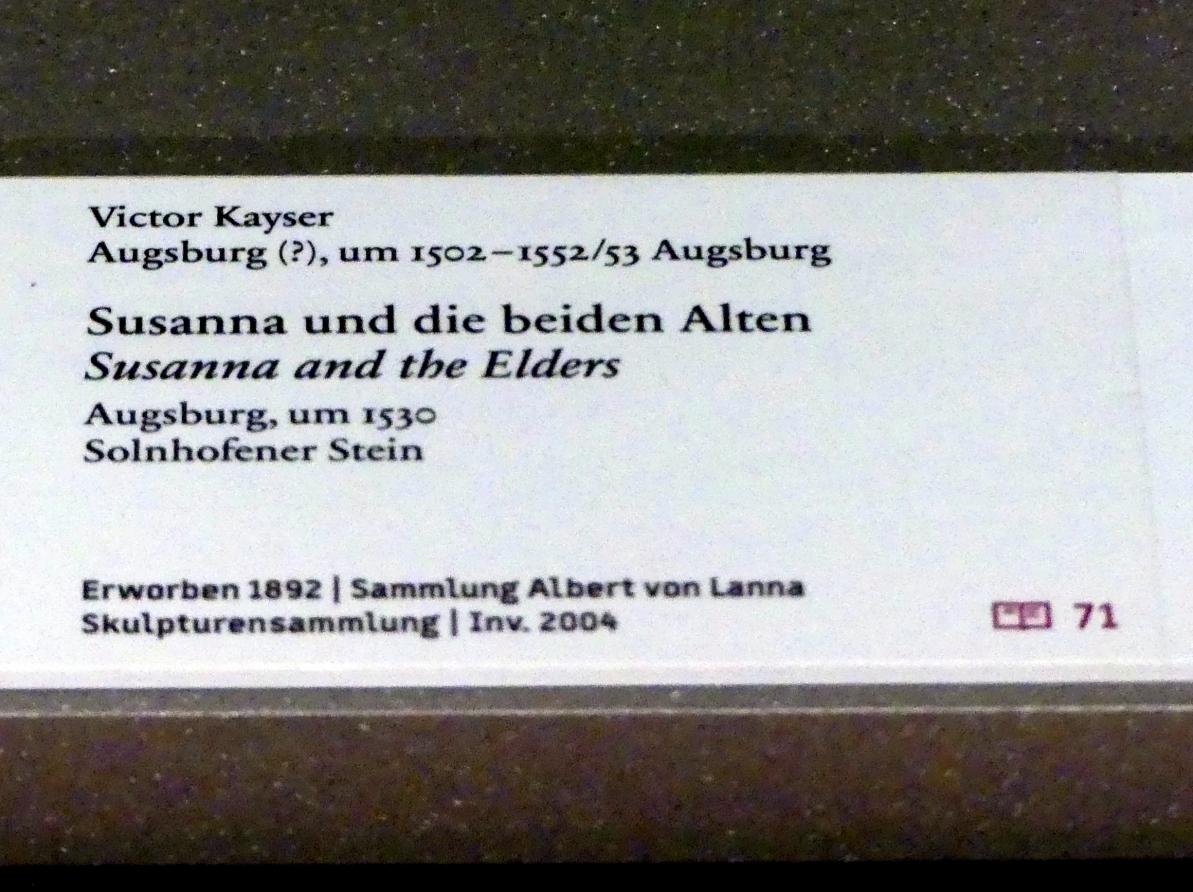 Victor Kayser
Augsburg (?), um 1502–1552/53 Augsburg
Susanna und die beiden Alten
Susanna and the Elders
Augsburg, um 1530
Solnhofener Stein
Erworben 1892 | Sammlung Albert von Lanna
Skulpturensammlung | Inv. 2004
71